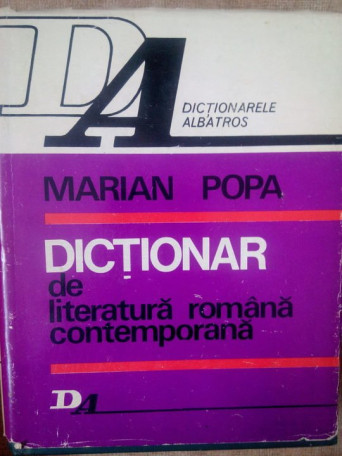 DA
DICȚIONARELE
ALBATROS
MARIAN POPA
DICȚIONAR
de
literatură română
contemporană
DA